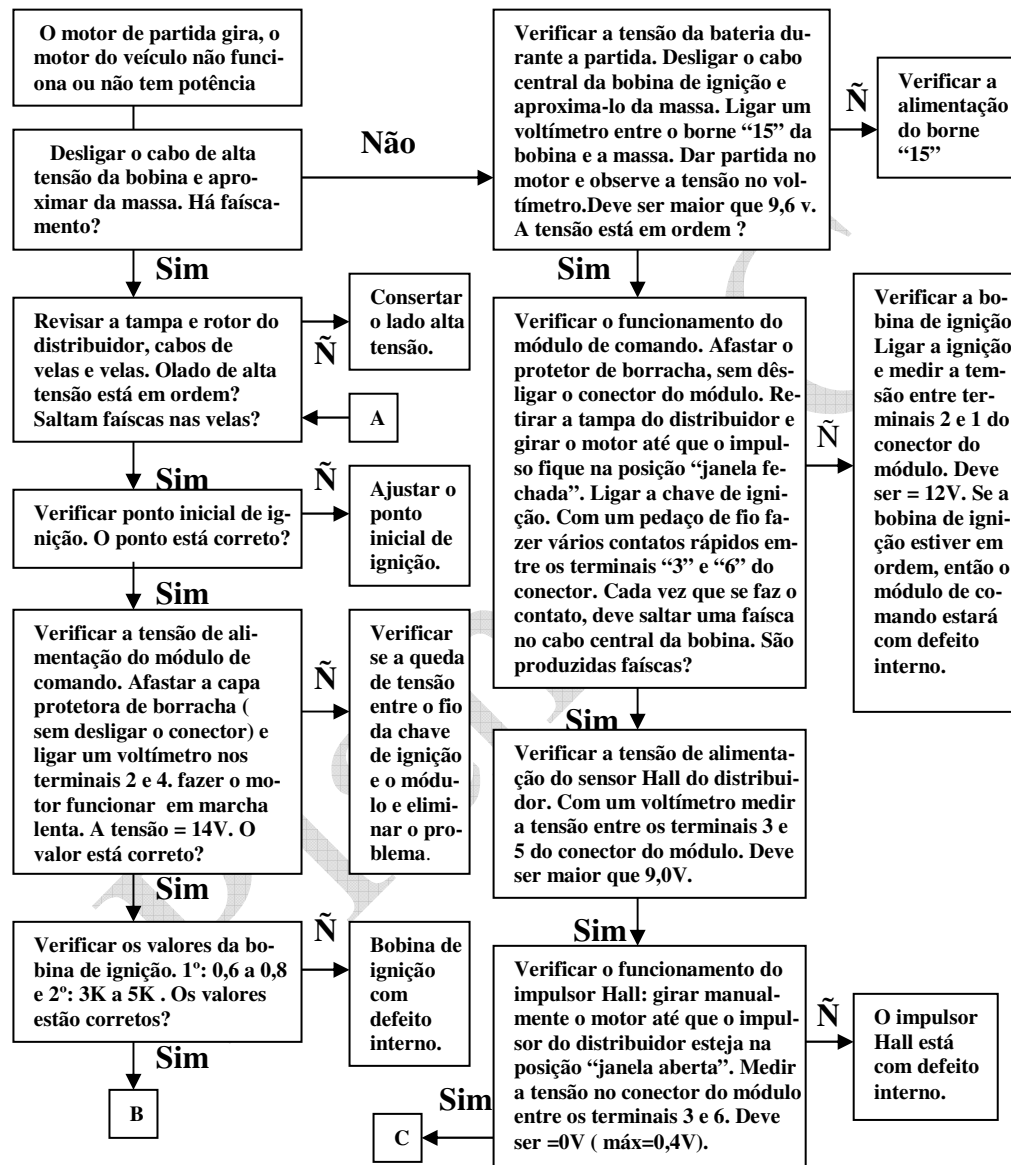 O motor de partida gira, o
motor do veículo não funci-
ona ou não tem potência
Desligar o cabo de alta
tensão da bobina e apro-
ximar da massa. Há faísca-
mento?
Não
Sim
Verificar a tensão da bateria du-
rante a partida. Desligar o cabo
central da bobina de ignição e
aproxima-lo da massa. Ligar um
voltímetro entre o borne “15” da
bobina e a massa. Dar partida no
motor e observe a tensão no vol-
tímetro.Deve ser maior que 9,6 v.
A tensão está em ordem ?
Ñ
Verificar a
alimentação
do borne
“15”
Sim
Revisar a tampa e rotor do
distribuidor, cabos de
velas e velas. Olado de alta
tensão está em ordem?
Saltam faíscas nas velas?
Ñ
Consertar
o lado alta
tensão.
A
Sim
Verificar ponto inicial de ig-
nição. O ponto está correto?
Ñ
Ajustar o
ponto
inicial de
ignição.
Sim
Verificar a tensão de ali-
mentação do módulo de
comando. Afastar a capa
protetora de borracha (
sem desligar o conector) e
ligar um voltímetro nos
terminais 2 e 4. fazer o mo-
tor funcionar em marcha
lenta. A tensão = 14V. O
valor está correto?
Ñ
Verificar
se a queda
de tensão
entre o fio
da chave
de ignição
e o módu-
lo e elimi-
nar o pro-
blema.
Sim
Verificar os valores da bo-
bina de ignição. 1º: 0,6 a 0,8
e 2º: 3K a 5K . Os valores
estão corretos?
Ñ
Bobina de
ignição
com
defeito
interno.
Sim
B
Verificar o funcionamento do
módulo de comando. Afastar o
protetor de borracha, sem dês-
ligar o conector do módulo. Re-
tirar a tampa do distribuidor e
girar o motor até que o impul-
so fique na posição “janela fe-
chada”. Ligar a chave de igni-
ção. Com um pedaço de fio fa-
zer vários contatos rápidos em-
tre os terminais “3” e “6” do
conector. Cada vez que se faz o
contato, deve saltar uma faísca
no cabo central da bobina. São
produzidas faíscas?
Ñ
Verificar a bo-
bina de ignição
Ligar a ignição
e medir a tem-
são entre ter-
minais 2 e 1 do
conector do
módulo. Deve
ser = 12V. Se a
bobina de igni-
ção estiver em
ordem, então o
módulo de co-
mando estará
com defeito
interno.
Sim
Verificar a tensão de alimenta-
ção do sensor Hall do distribui-
dor. Com um voltímetro medir
a tensão entre os terminais 3 e
5 do conector do módulo. Deve
ser maior que 9,0V.
Sim
Verificar o funcionamento do
impulsor Hall: girar manual-
mente o motor até que o impul-
sor do distribuidor esteja na
posição “janela aberta”. Medir
a tensão no conector do módulo
entre os terminais 3 e 6. Deve
ser =0V ( máx=0,4V).
Ñ
O impulsor
Hall está
com defeito
interno.
Sim
C